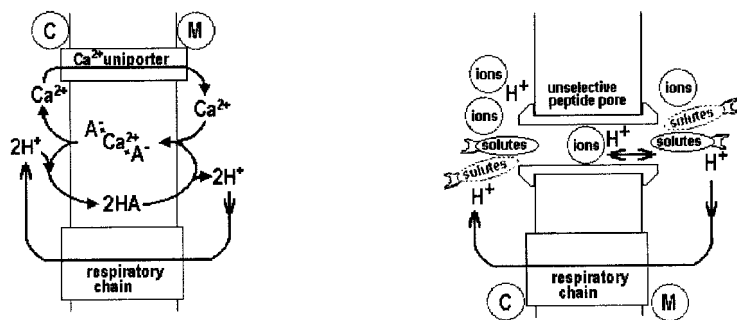 C M
Ca²⁺ uniporter
Ca²⁺
Ca²⁺
A⁻ Ca²⁺ A⁻
2H⁺
2H⁺
2HA
respiratory
chain
ions
H⁺
ions
unselective
peptide pore
ions
solutes
solutes
ions
H⁺
solutes
solutes
H⁺
H⁺
respiratory
chain
C M